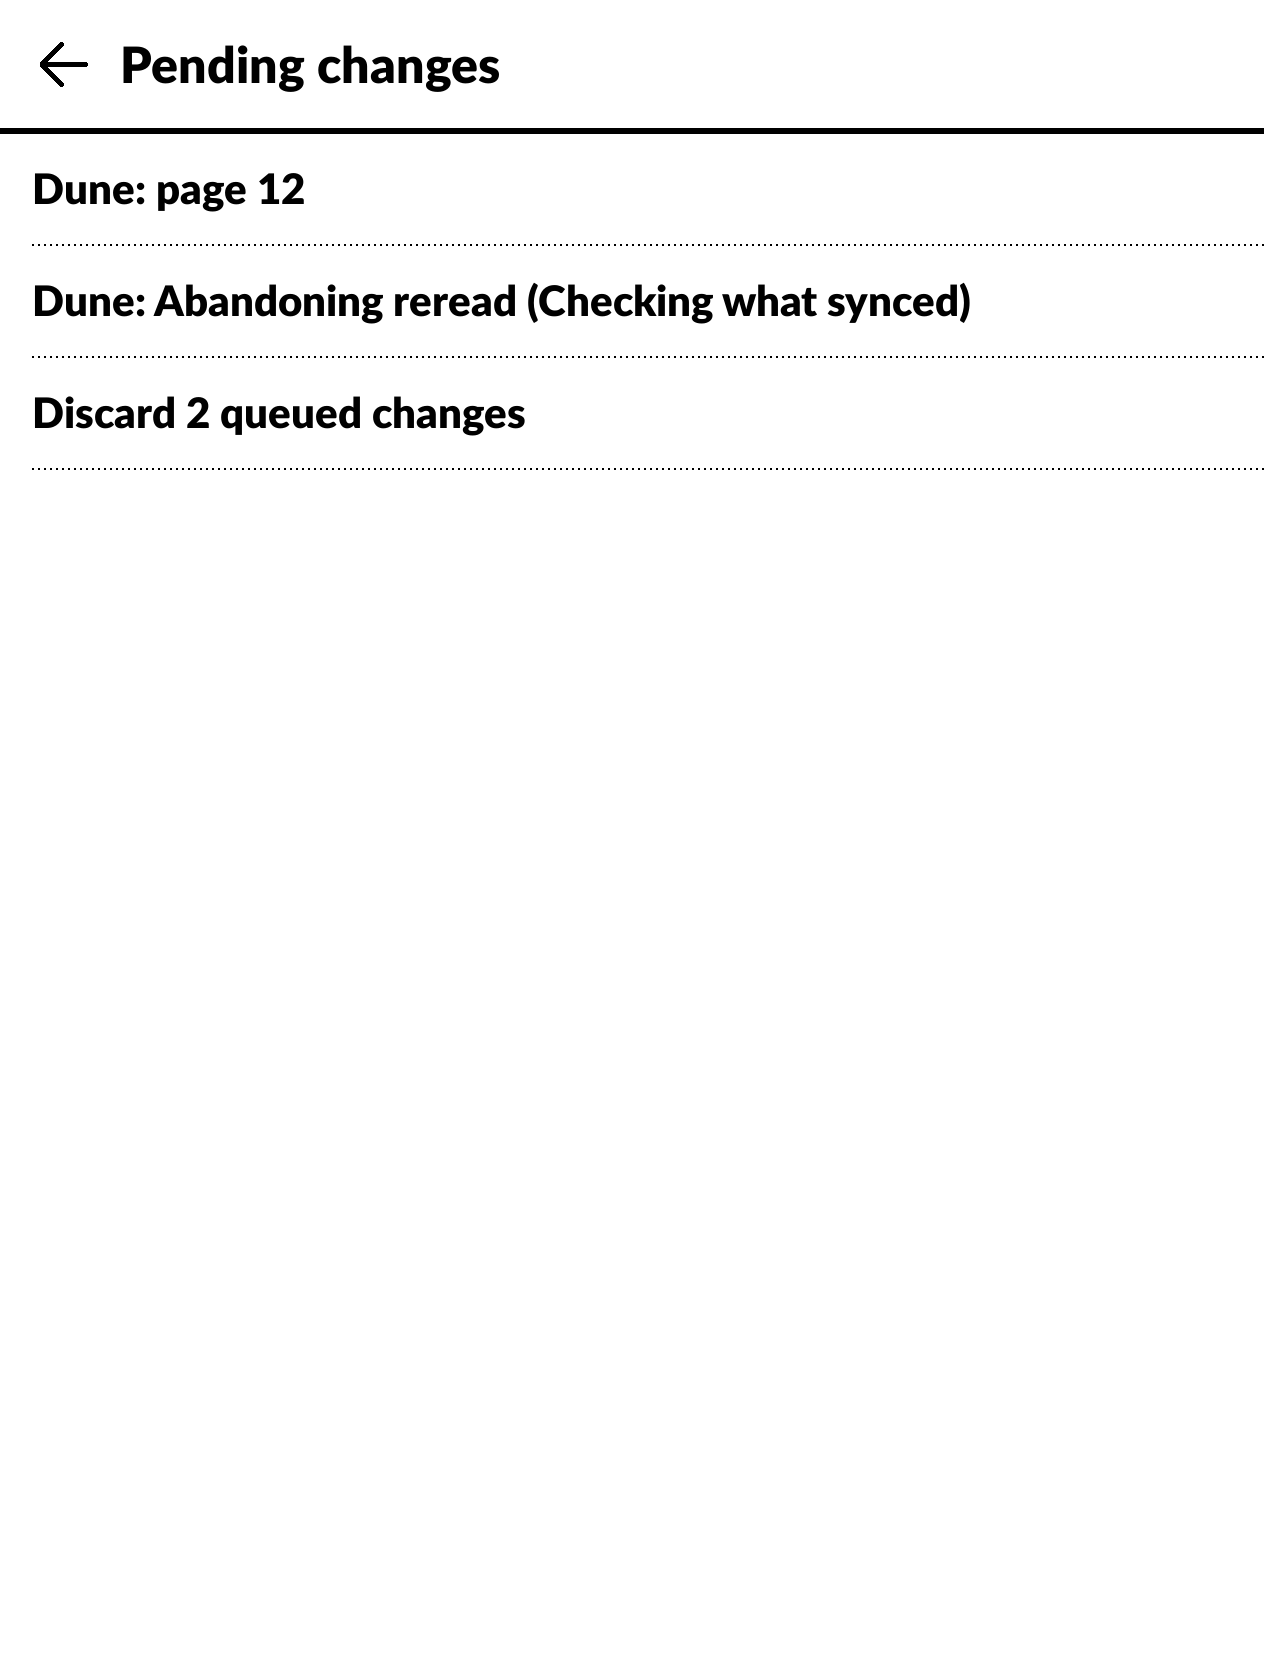 Pending changes
Dune: page 12
Dune: Abandoning reread (Checking what synced)
Discard 2 queued changes